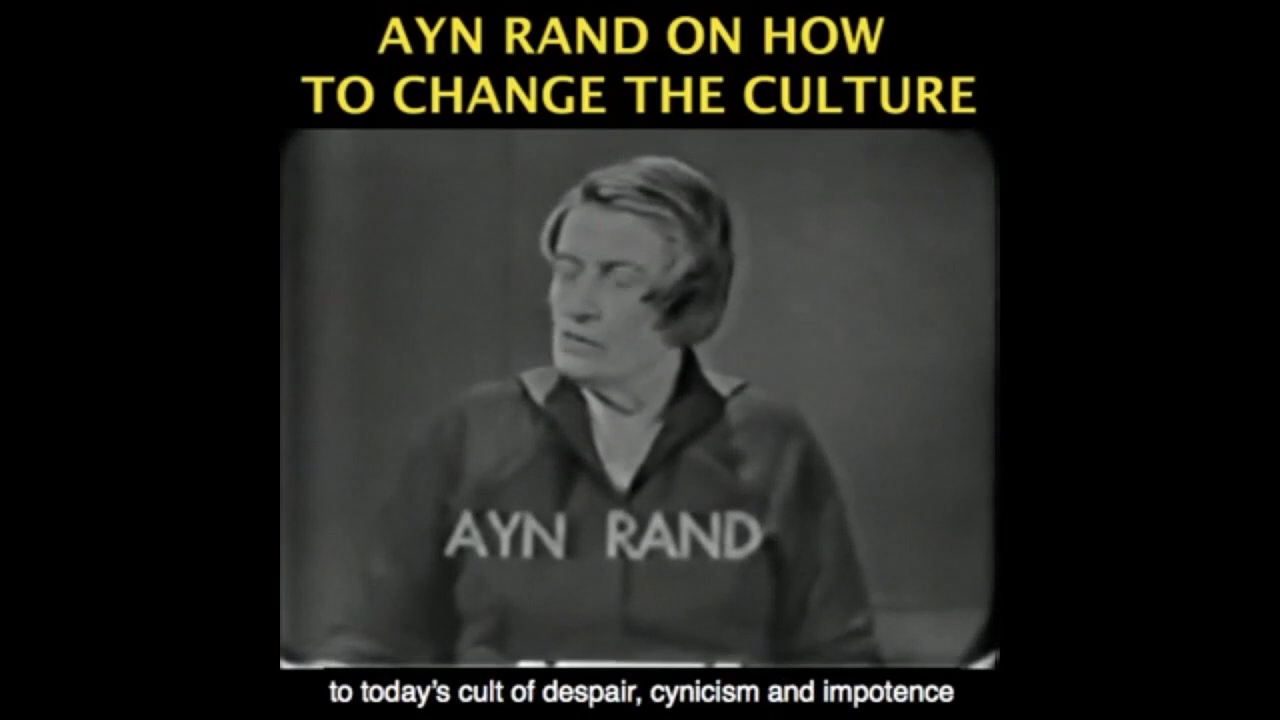 AYN RAND ON HOW
TO CHANGE THE CULTURE
AYN RAND
to today's cult of despair, cynicism and impotence